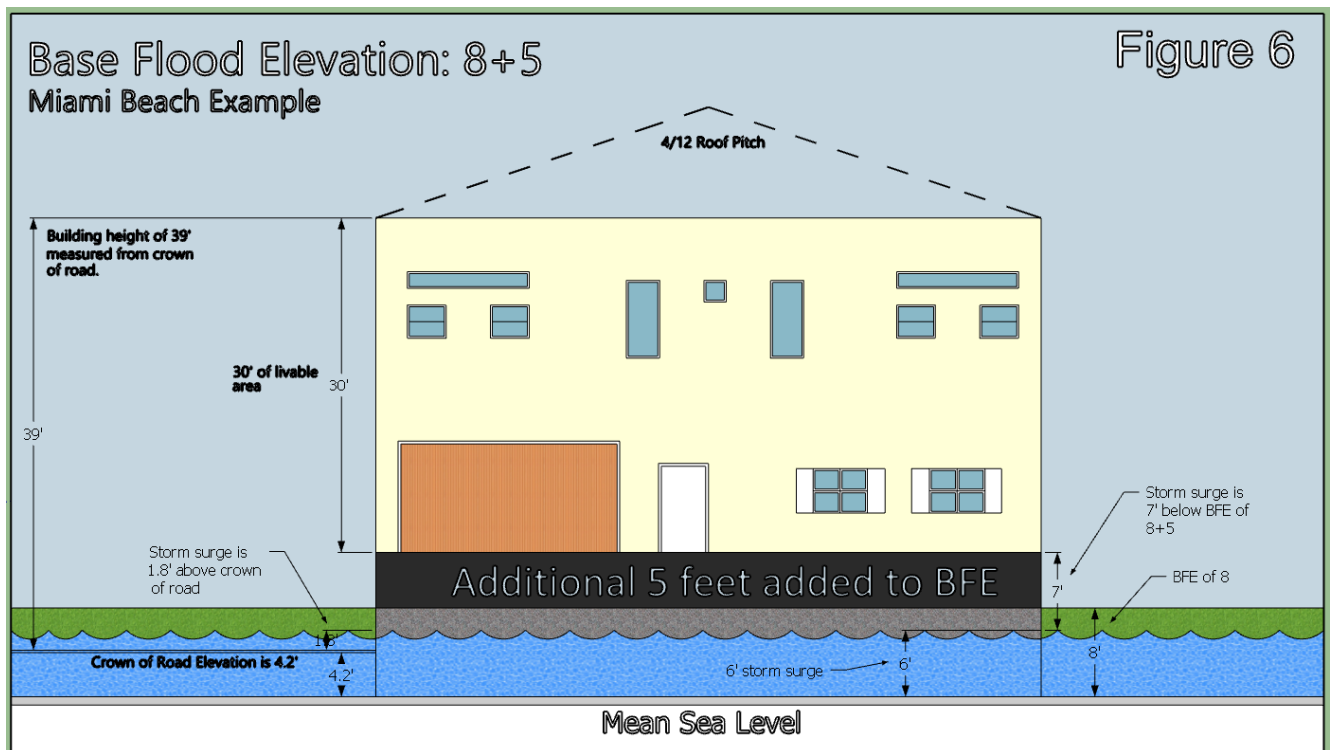 Base Flood Elevation: 8+5
Miami Beach Example
Figure 6
4/12 Roof Pitch
Building height of 39'
measured from crown
of road.
30' of livable
area
30'
39'
Storm surge is
7' below BFE of
8+5
Storm surge is
1.8' above crown
of road
Additional 5 feet added to BFE
7'
BFE of 8
1.8'
Crown of Road Elevation is 4.2'
4.2'
6' storm surge
6'
8'
Mean Sea Level